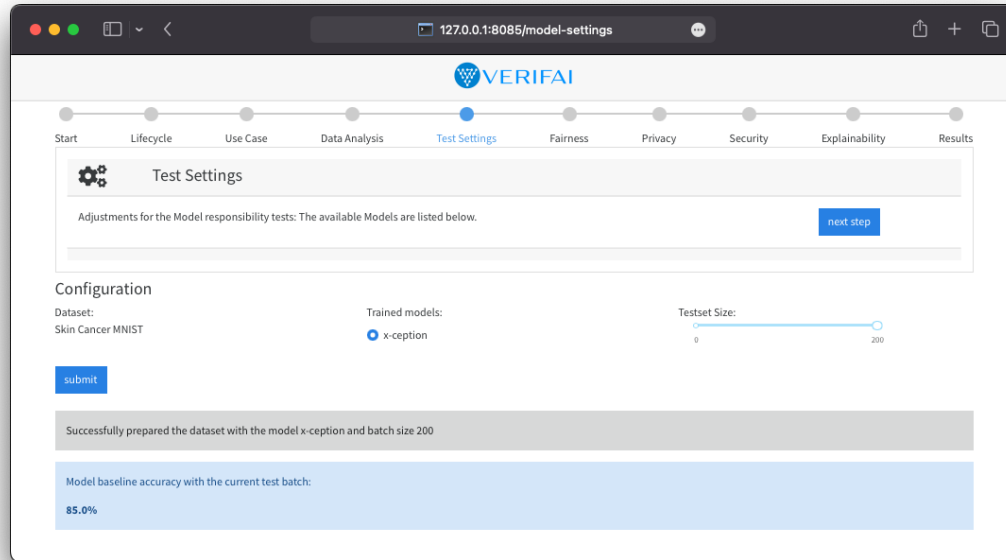 127.0.0.1:8085/model-settings
VERIFAI
Start Lifecycle Use Case Data Analysis Test Settings Fairness Privacy Security Explainability Results
Test Settings
Adjustments for the Model responsibility tests: The available Models are listed below.
next step
Configuration
Dataset: Trained models: Testset Size:
Skin Cancer MNIST x-ception
0 200
submit
Successfully prepared the dataset with the model x-ception and batch size 200
Model baseline accuracy with the current test batch:
85.0%